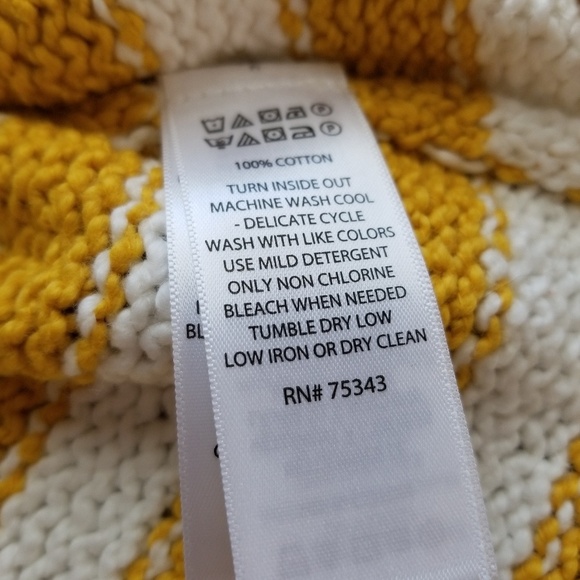 100% COTTON
TURN INSIDE OUT
MACHINE WASH COOL
- DELICATE CYCLE
WASH WITH LIKE COLORS
USE MILD DETERGENT
ONLY NON CHLORINE
BLEACH WHEN NEEDED
TUMBLE DRY LOW
LOW IRON OR DRY CLEAN
RN# 75343